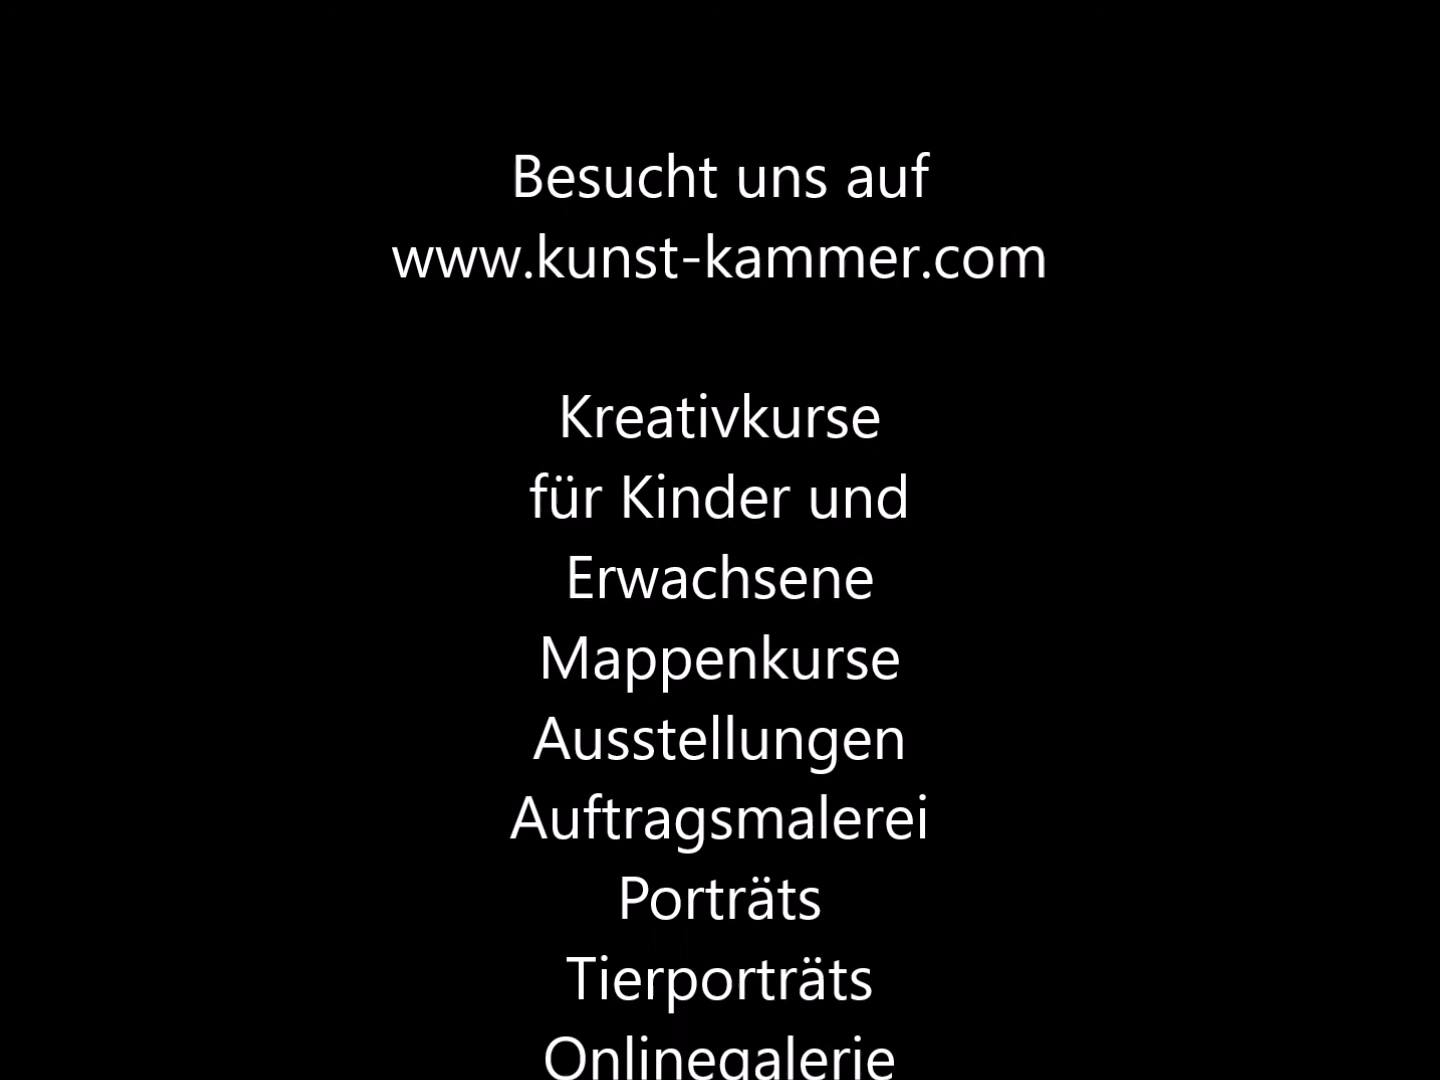 Besucht uns auf
www.kunst-kammer.com
Kreativkurse
für Kinder und
Erwachsene
Mappenkurse
Ausstellungen
Auftragsmalerei
Porträts
Tierporträts
Onlinegalerie